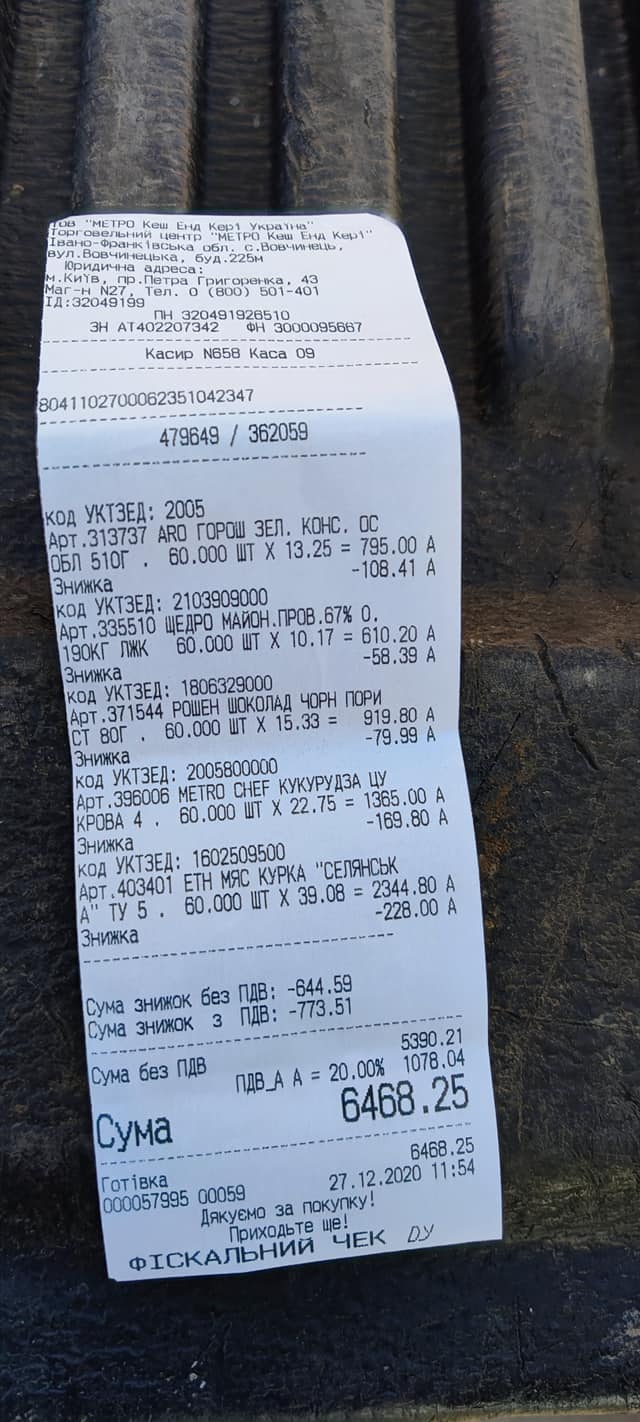 ТОВ "МЕТРО Кеш Енд Кері Україна"
Торговельний центр "МЕТРО Кеш Енд Кері"
Івано-Франківська обл. с.Вовчинець,
вул.Вовчинецька, буд.225м
Юридична адреса:
м.Київ, пр.Петра Григоренка, 43
Маг-н N27, Тел. 0 (800) 501-401
ІД:32049199
ПН 320491926510
ЗН АТ402207342 ФН 3000095667
Касир N658 Каса 09
8041102700062351042347
479649 / 362059
код УКТЗЕД: 2005
Арт.313737 ARO ГОРОШ ЗЕЛ. КОНС. ОС
ОБЛ 510Г . 60.000 ШТ X 13.25 = 795.00 А
Знижка -108.41 А
код УКТЗЕД: 2103909000
Арт.335510 ЩЕДРО МАЙОН.ПРОВ.67% 0,
190КГ ЛЖК 60.000 ШТ X 10.17 = 610.20 А
Знижка -58.39 А
код УКТЗЕД: 1806329000
Арт.371544 РОШЕН ШОКОЛАД ЧОРН ПОРИ
СТ 80Г . 60.000 ШТ X 15.33 = 919.80 А
Знижка -79.99 А
код УКТЗЕД: 2005800000
Арт.396006 METRO CHEF КУКУРУДЗА ЦУ
КРОВА 4 . 60.000 ШТ X 22.75 = 1365.00 А
Знижка -169.80 А
код УКТЗЕД: 1602509500
Арт.403401 ЕТН МЯС КУРКА "СЕЛЯНСЬК
А" ТУ 5 . 60.000 ШТ X 39.08 = 2344.80 А
Знижка -228.00 А
Сума знижок без ПДВ: -644.59
Сума знижок з ПДВ: -773.51
Сума без ПДВ 5390.21
ПДВ_А А = 20.00% 1078.04
Сума 6468.25
Готівка 6468.25
000057995 00059 27.12.2020 11:54
Дякуємо за покупку!
Приходьте ще!
ФІСКАЛЬНИЙ ЧЕК